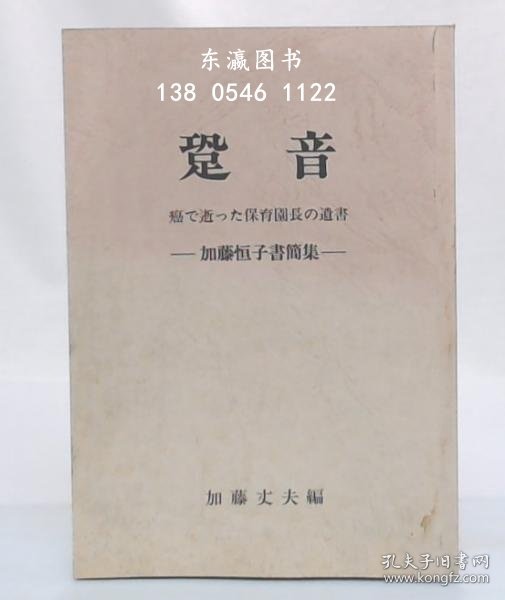 东瀛图书
138 0546 1122
跫音
癌で逝った保育園長の遺書
—加藤恒子書簡集—
加藤丈夫編
孔夫子旧书网
www.kongfz.com